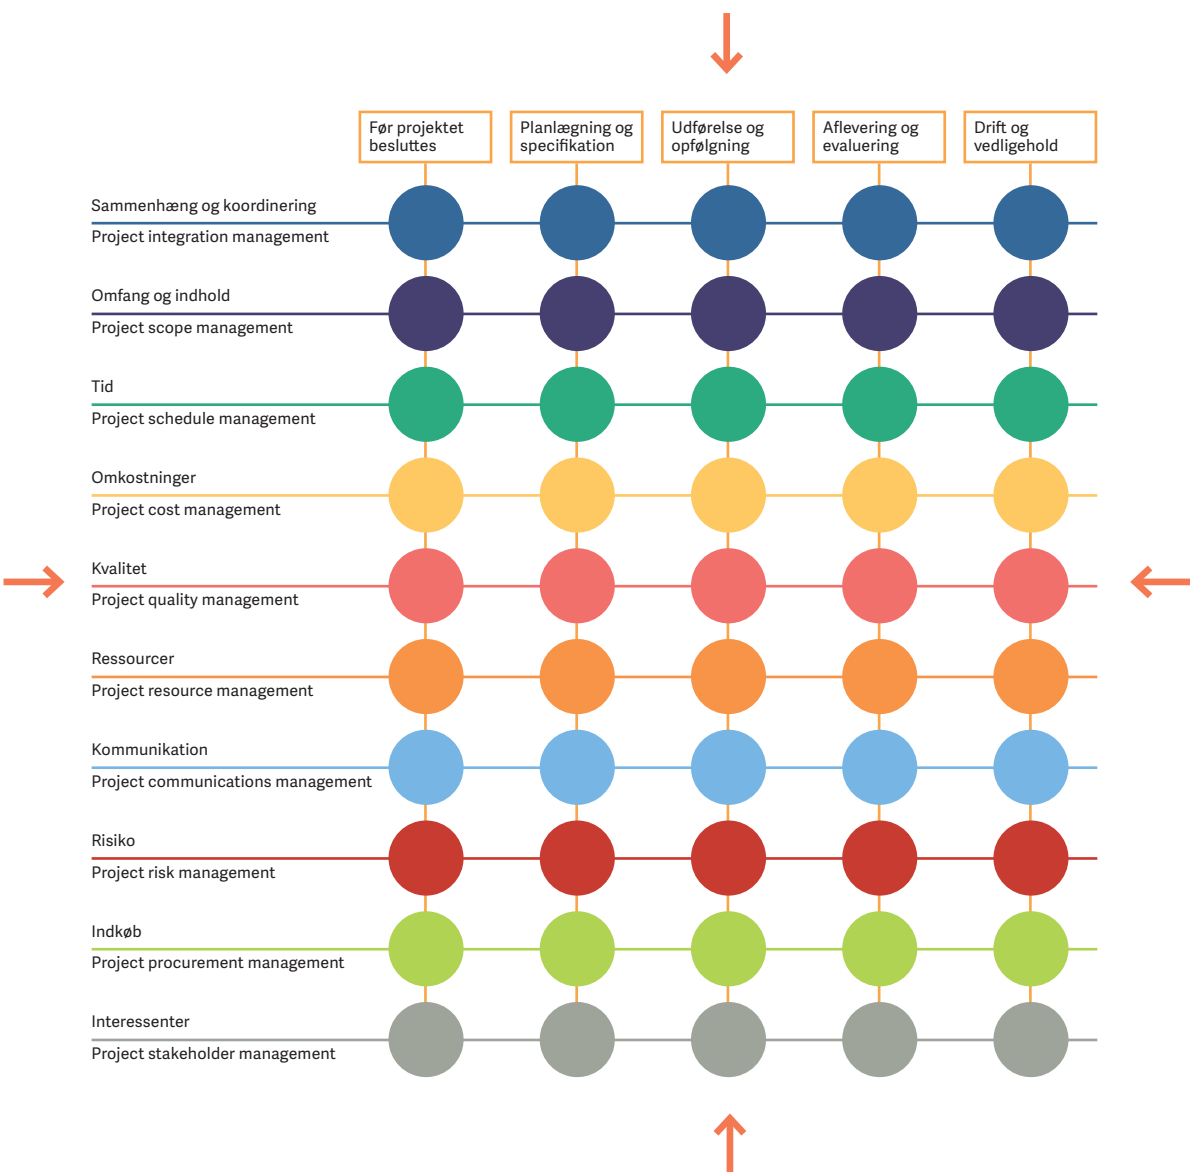 Før projektet
besluttes
Planlægning og
specifikation
Udførelse og
opfølgning
Aflevering og
evaluering
Drift og
vedligehold
Sammenhæng og koordinering
Project integration management
Omfang og indhold
Project scope management
Tid
Project schedule management
Omkostninger
Project cost management
Kvalitet
Project quality management
Ressourcer
Project resource management
Kommunikation
Project communications management
Risiko
Project risk management
Indkøb
Project procurement management
Interessenter
Project stakeholder management